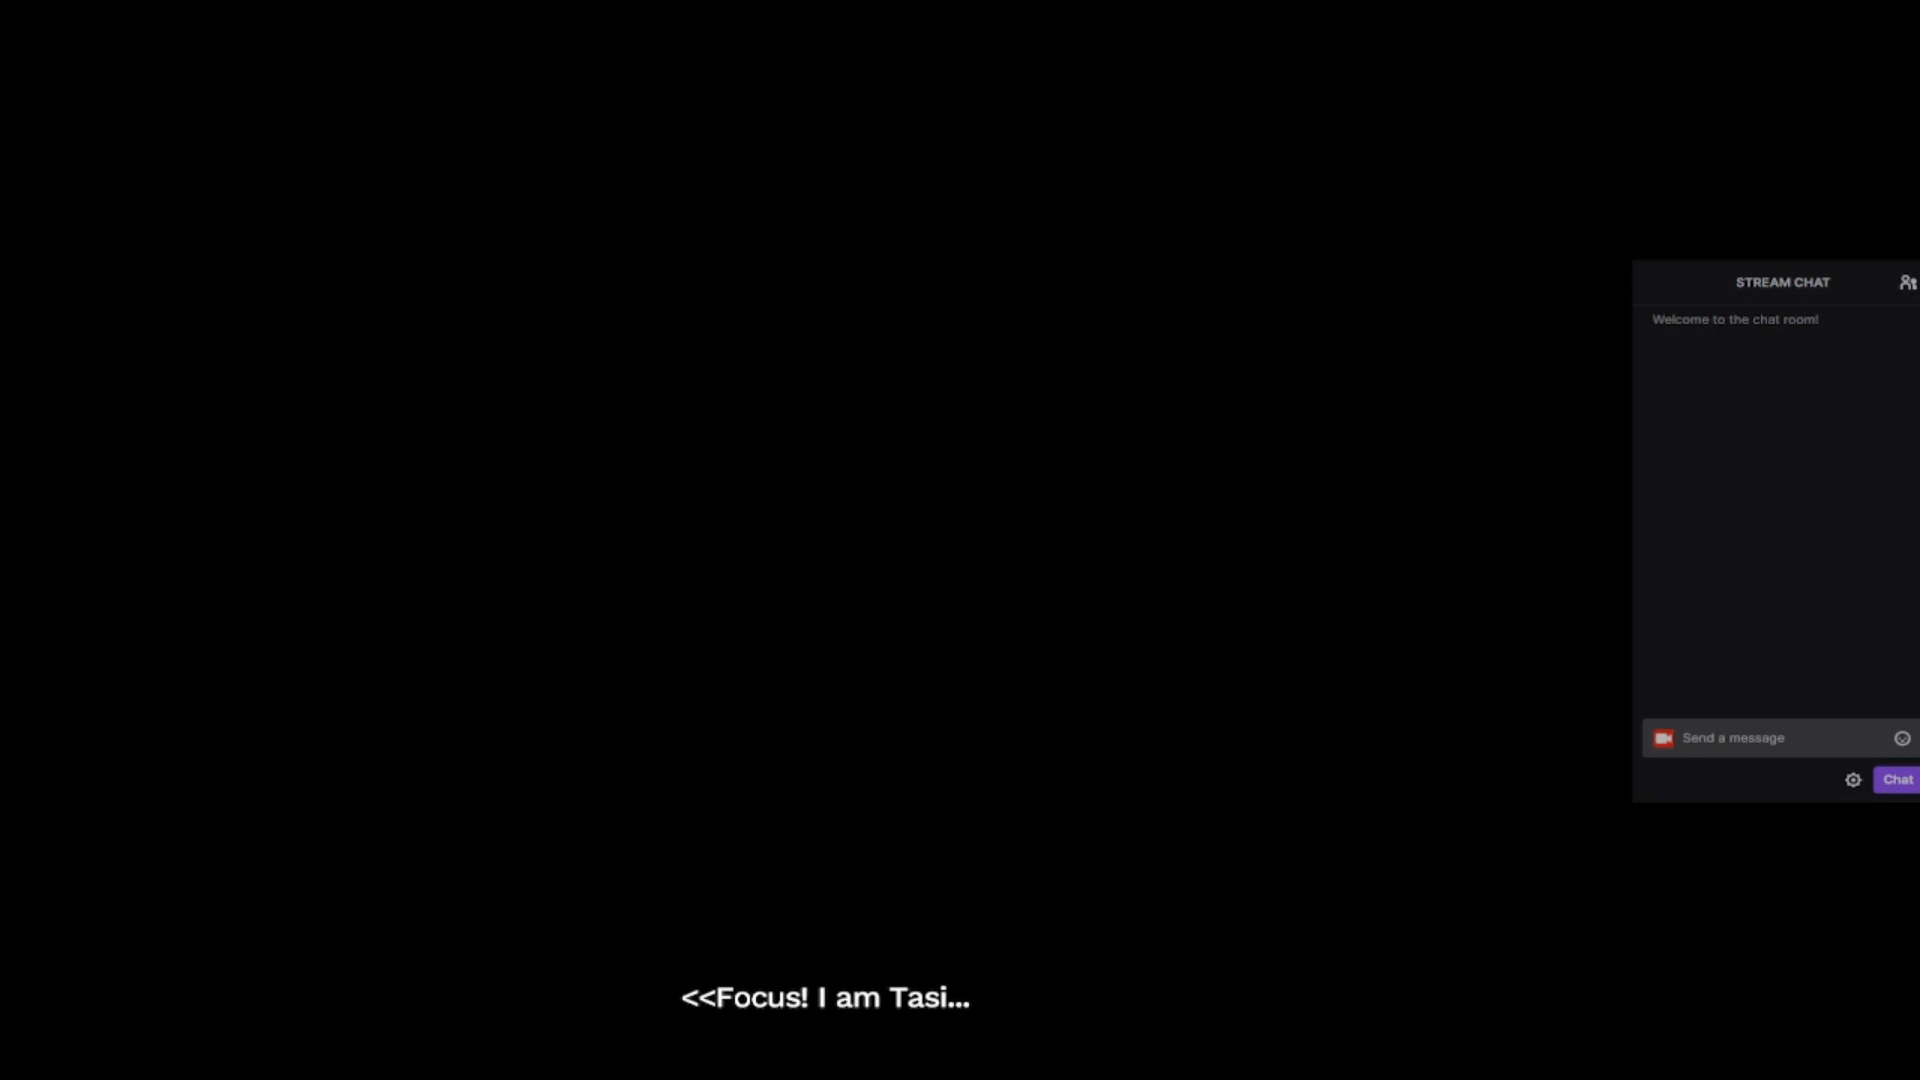 STREAM CHAT
Welcome to the chat room!
Send a message
Chat
<<Focus! I am Tasi...